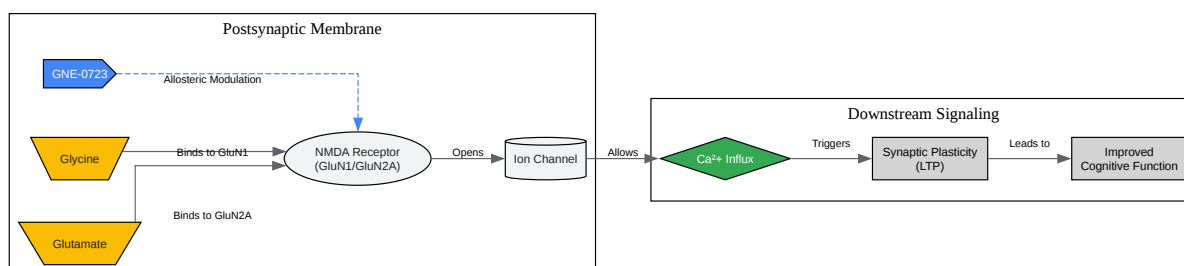 Postsynaptic Membrane
GNE-0723
Allosteric Modulation
Glycine
Binds to GluN1
NMDA Receptor
(GluN1/GluN2A)
Opens
Ion Channel
Allows
Binds to GluN2A
Glutamate
Downstream Signaling
Ca²+ Influx
Triggers
Synaptic Plasticity
(LTP)
Leads to
Improved
Cognitive Function